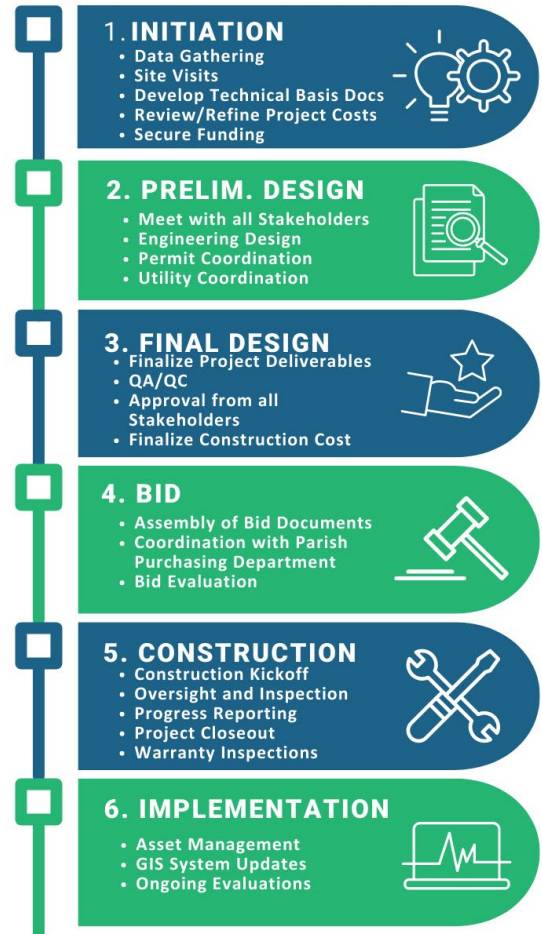 1. INITIATION
• Data Gathering
• Site Visits
• Develop Technical Basis Docs
• Review/Refine Project Costs
• Secure Funding
2. PRELIM. DESIGN
• Meet with all Stakeholders
• Engineering Design
• Permit Coordination
• Utility Coordination
3. FINAL DESIGN
• Finalize Project Deliverables
• QA/QC
• Approval from all
Stakeholders
• Finalize Construction Cost
4. BID
• Assembly of Bid Documents
• Coordination with Parish
Purchasing Department
• Bid Evaluation
5. CONSTRUCTION
• Construction Kickoff
• Oversight and Inspection
• Progress Reporting
• Project Closeout
• Warranty Inspections
6. IMPLEMENTATION
• Asset Management
• GIS System Updates
• Ongoing Evaluations